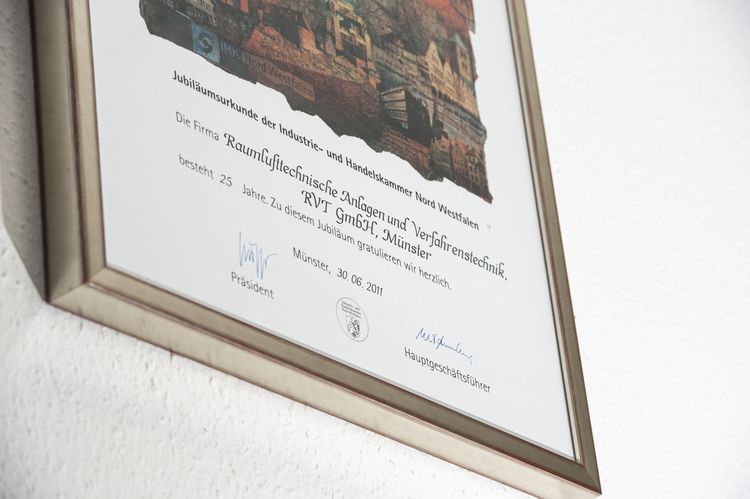 IHK Nord Westfalen
Jubiläumsurkunde der Industrie- und Handelskammer Nord Westfalen
Die Firma Raumlufttechnische Anlagen und Verfahrenstechnik,
RVT GmbH, Münster
besteht 25 Jahre. Zu diesem Jubiläum gratulieren wir herzlich.
Münster, 30.06.2011
Präsident
Hauptgeschäftsführer